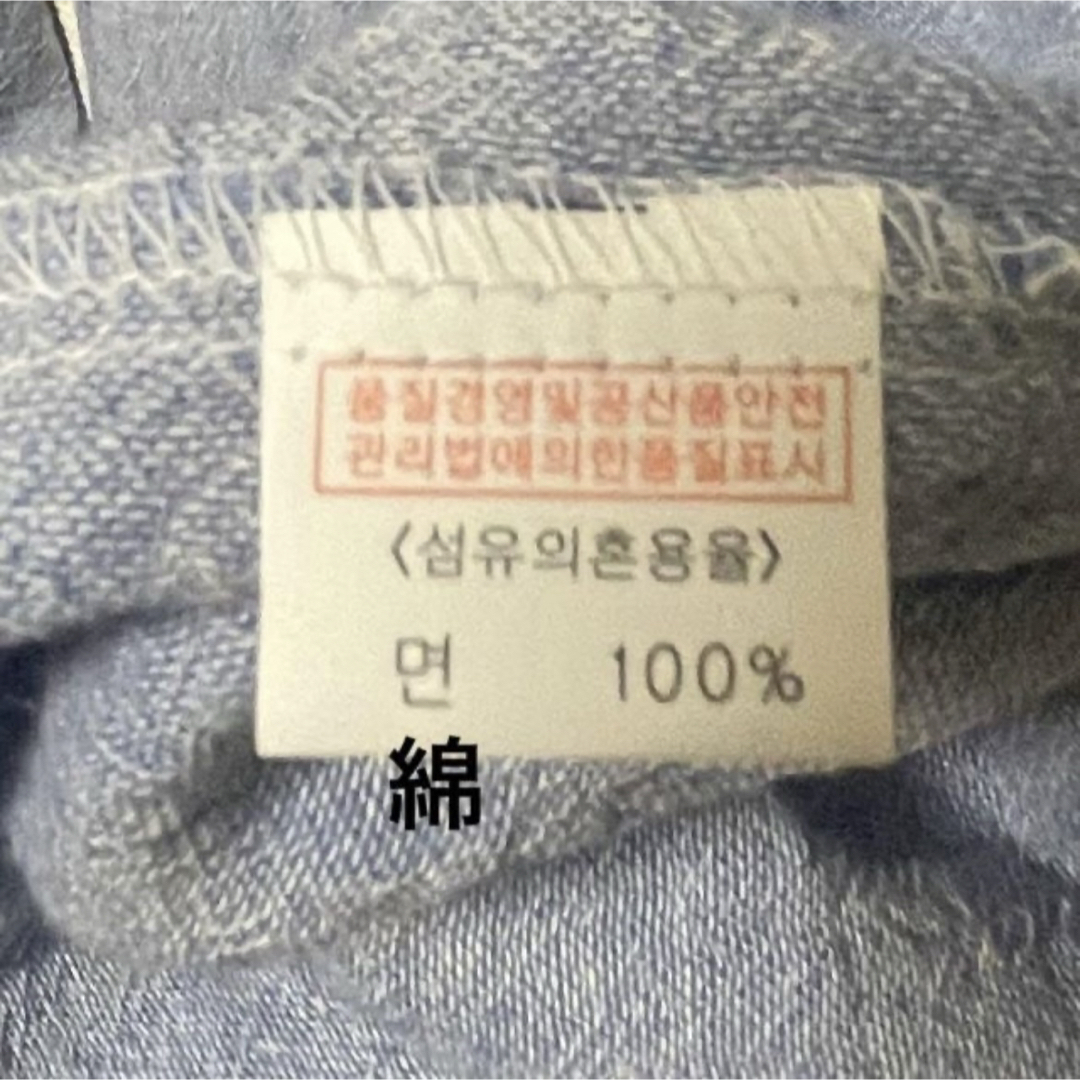 품질경영및공산품안전
관리법에의한품질표시
〈섬유의혼용율〉
면 100%
綿